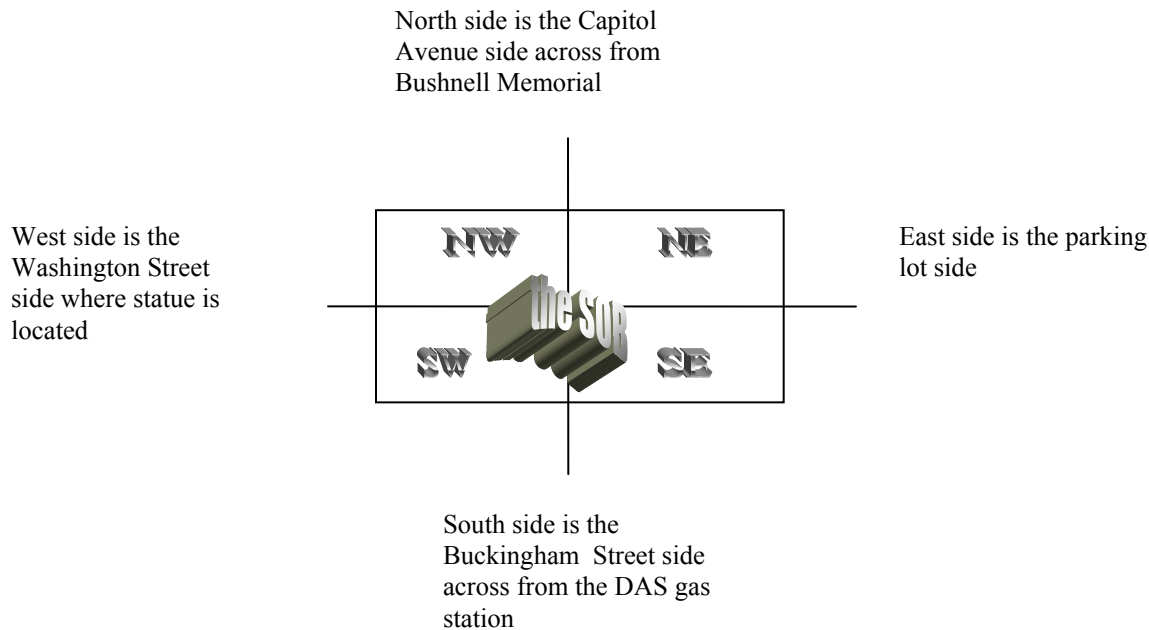 North side is the Capitol
Avenue side across from
Bushnell Memorial
West side is the
Washington Street
side where statue is
located
NW
NE
East side is the parking
lot side
the SOB
SW
SE
South side is the
Buckingham Street side
across from the DAS gas
station